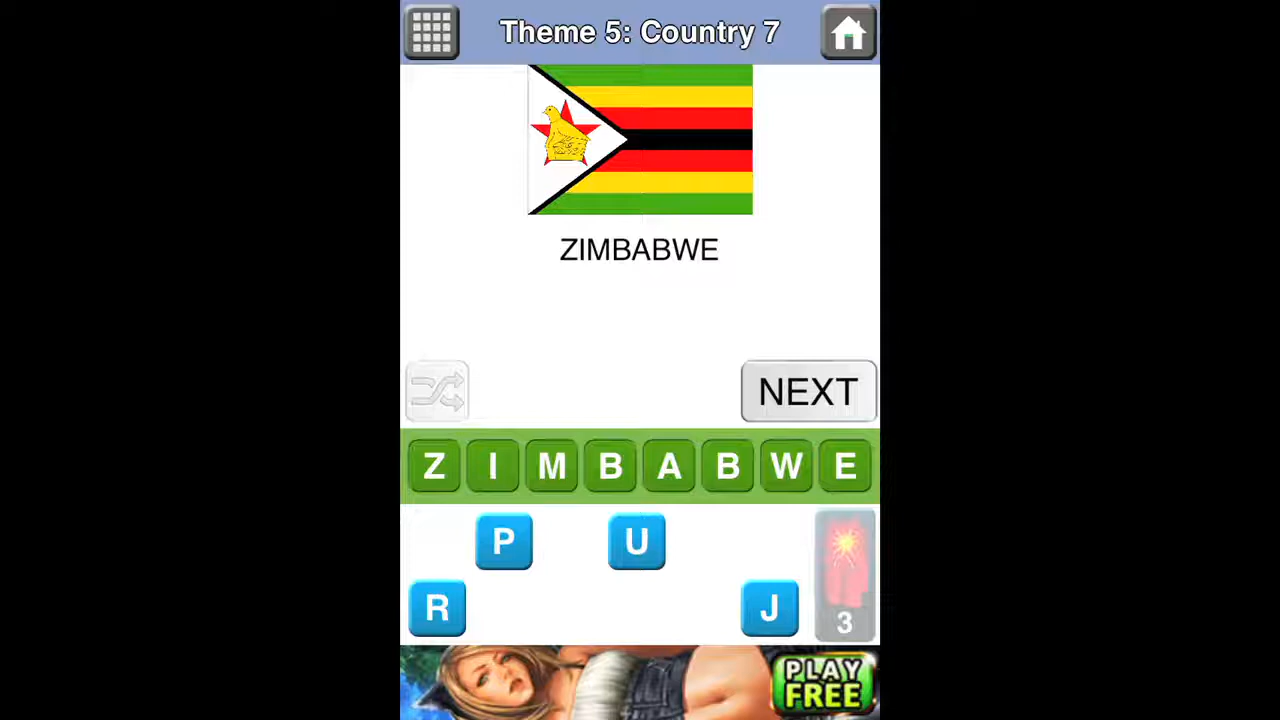 Theme 5: Country 7
ZIMBABWE
NEXT
Z I M B A B W E
P U
R J
3
PLAY
FREE